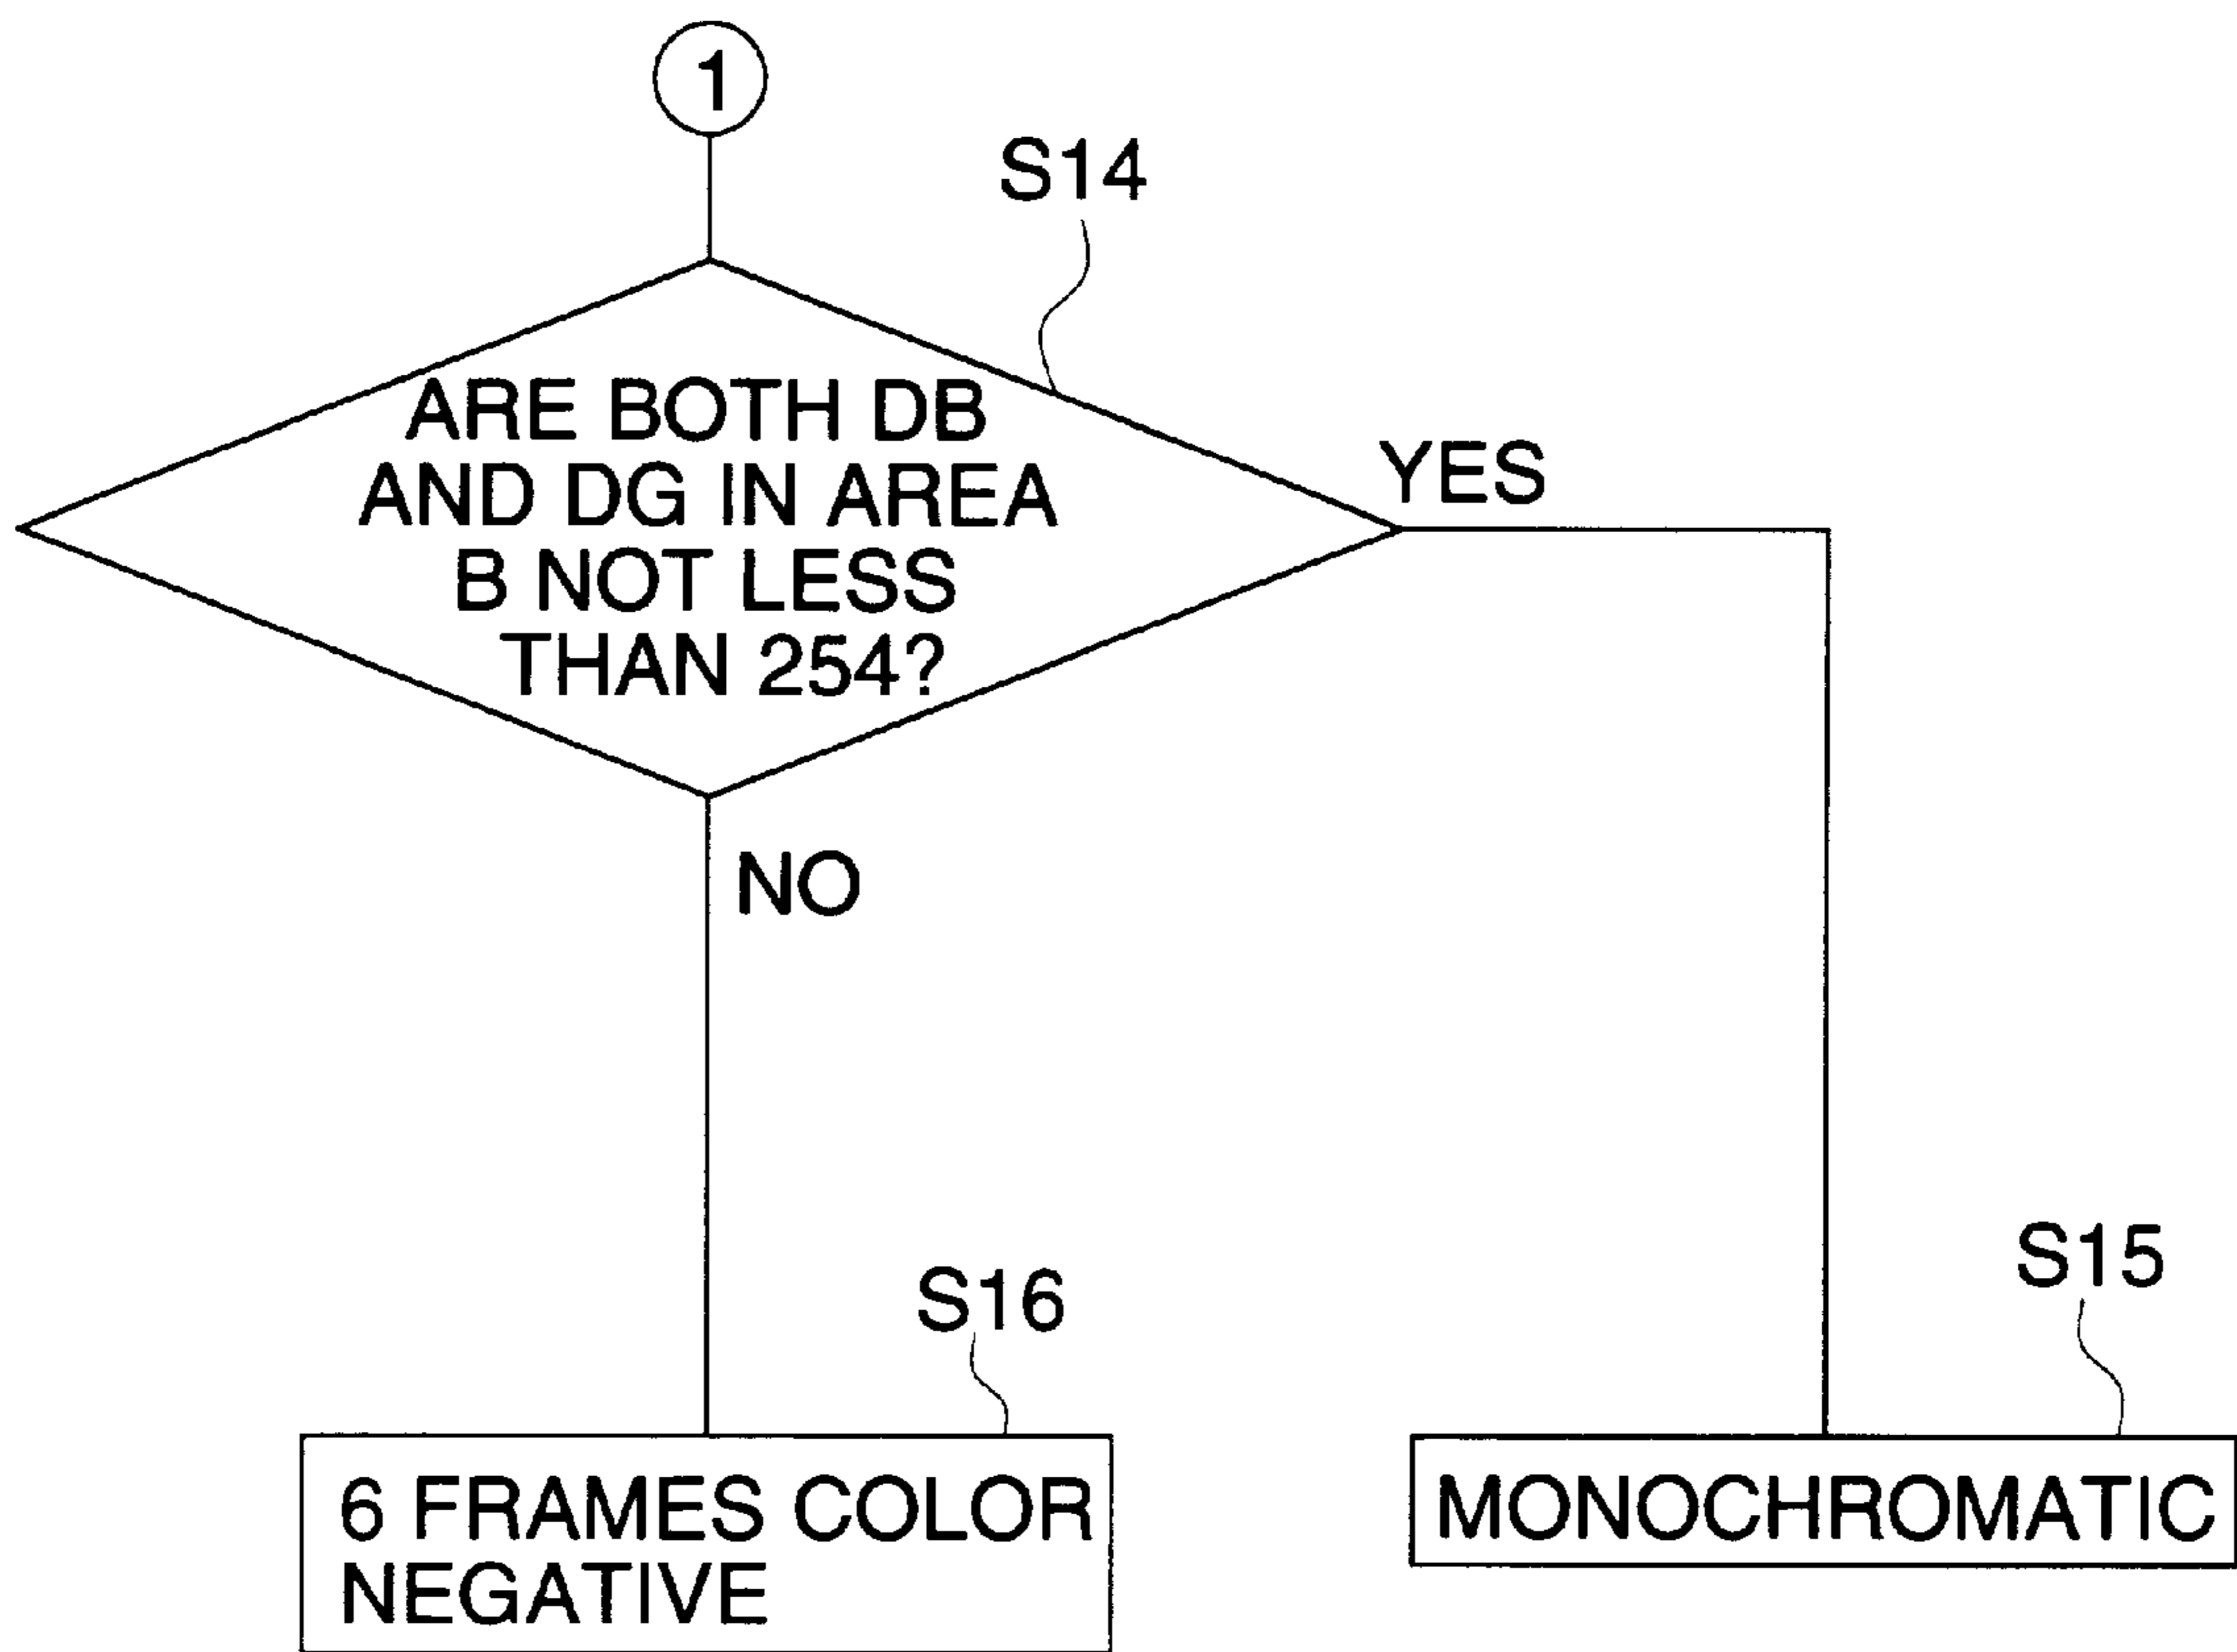 1
S14
ARE BOTH DB
AND DG IN AREA
B NOT LESS
THAN 254?
YES
NO
S16
S15
6 FRAMES COLOR
NEGATIVE
MONOCHROMATIC